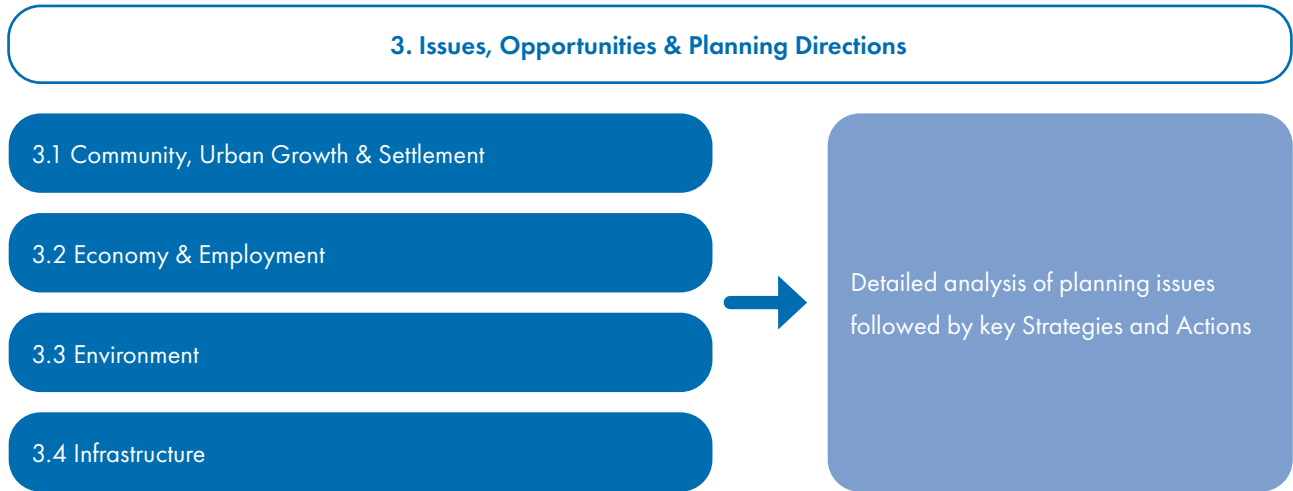 3. Issues, Opportunities & Planning Directions
3.1 Community, Urban Growth & Settlement
3.2 Economy & Employment
3.3 Environment
3.4 Infrastructure
Detailed analysis of planning issues
followed by key Strategies and Actions